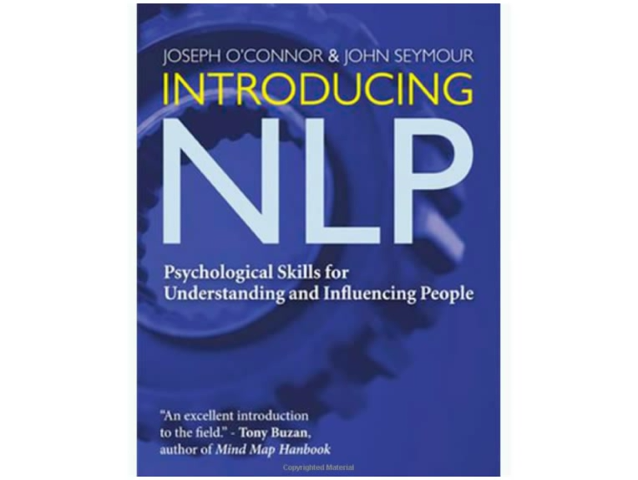 JOSEPH O'CONNOR & JOHN SEYMOUR
INTRODUCING
NLP
Psychological Skills for
Understanding and Influencing People
"An excellent introduction
to the field." - Tony Buzan,
author of Mind Map Hanbook
Copyrighted Material